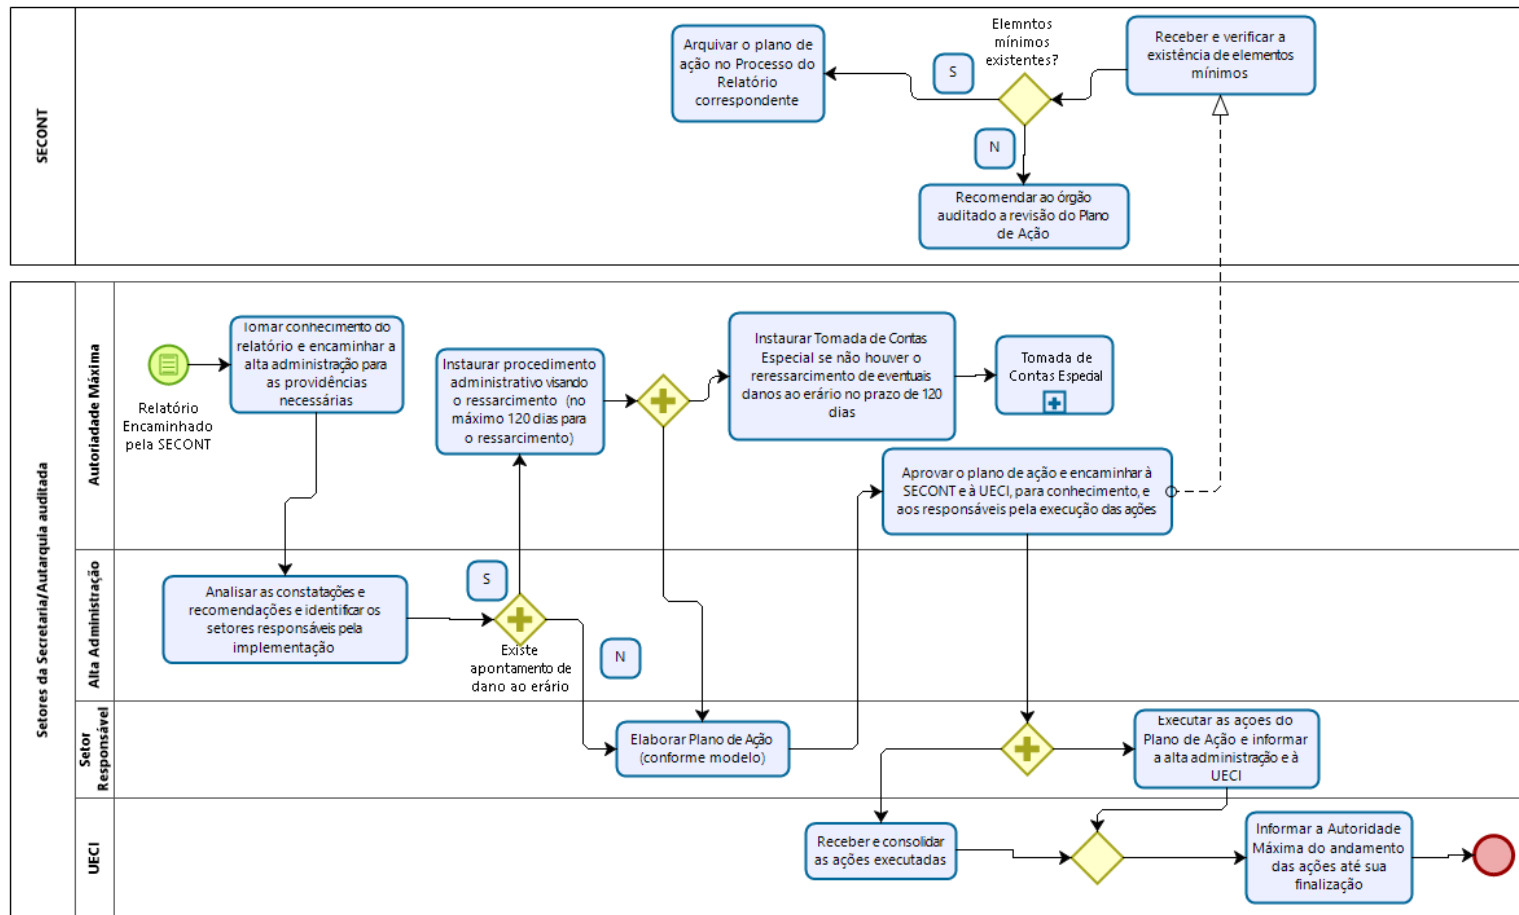 SECONT
Arquivar o plano de
ação no Processo do
Relatório
correspondente
S
Elemntos
mínimos
existentes?
Receber e verificar a
existência de elementos
mínimos
N
Recomendar ao órgão
auditado a revisão do Plano
de Ação
Setores da Secretaria/Autarquia auditada
Autoriadade Máxima
Relatório
Encaminhado
pela SECONT
Tomar conhecimento do
relatório e encaminhar a
alta administração para
as providências
necessárias
Instaurar procedimento
administrativo visando
o ressarcimento (no
máximo 120 dias para
o ressarcimento)
Instaurar Tomada de Contas
Especial se não houver o
reressarcimento de eventuais
danos ao erário no prazo de 120
dias
Tomada de
Contas Especial
Aprovar o plano de ação e encaminhar à
SECONT e à UECI, para conhecimento, e
aos responsáveis pela execução das ações
Alta Administração
Analisar as constatações e
recomendações e identificar os
setores responsáveis pela
implementação
S
Existe
apontamento de
dano ao erário
N
Setor
Responsável
Elaborar Plano de Ação
(conforme modelo)
Executar as ações do
Plano de Ação e informar
a alta administração e à
UECI
UECI
Receber e consolidar
as ações executadas
Informar a Autoridade
Máxima do andamento
das ações até sua
finalização